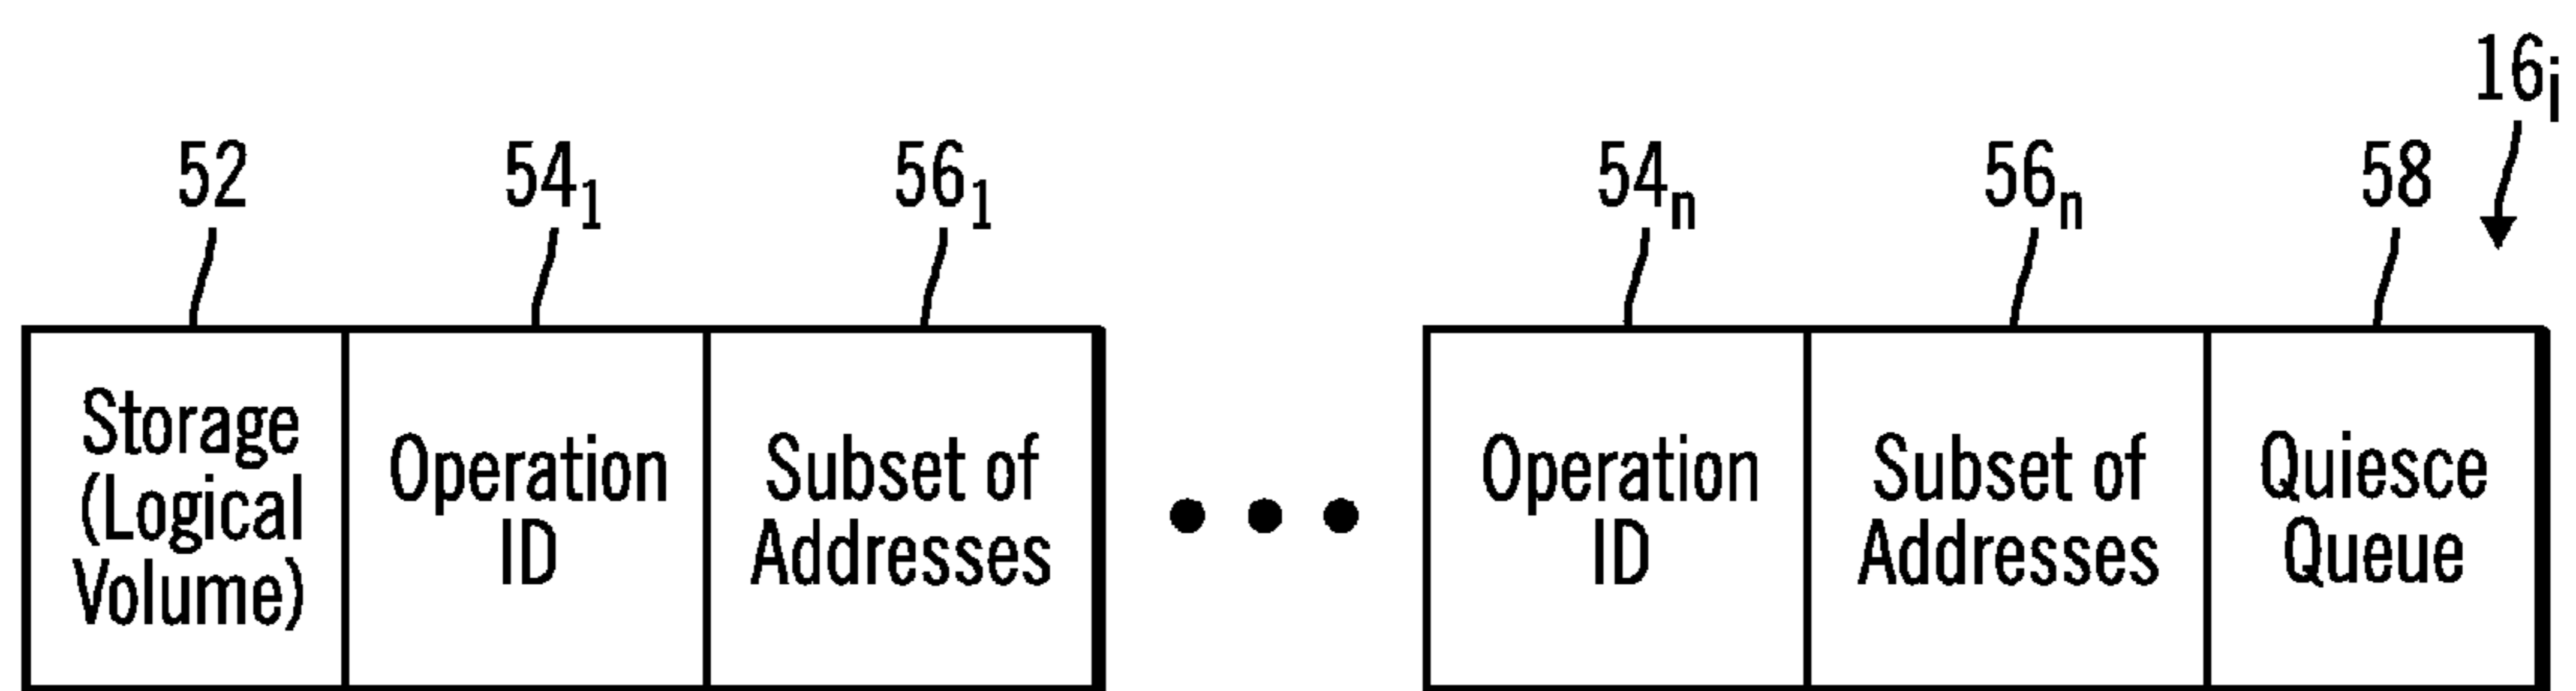 16i
52
54₁
56₁
54n
56n
58
Storage
(Logical
Volume)
Operation
ID
Subset of
Addresses
Operation
ID
Subset of
Addresses
Quiesce
Queue